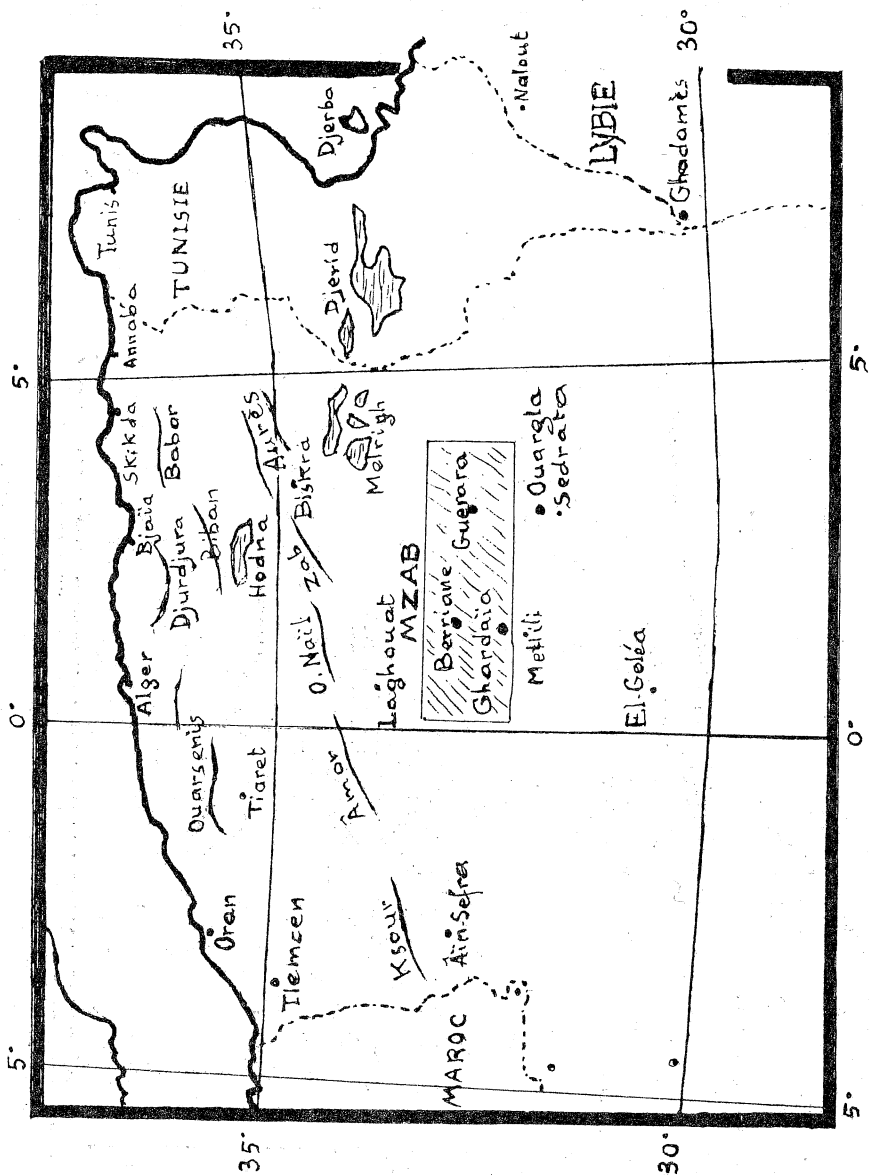 5°
5°
Tunis
Annaba
Skikda
Bjaïa
Alger
TUNISIE
Babor
Djurdjura
Biban
Ouarsenis
Oran
35°
35°
Tiaret
Hodna
Aurès
Tlemcen
Biskra
Zab
O. Naïl
Djerba
Djerid
Âmor
Melrigh
Laghouat
MZAB
Ksour
Berriane
Guerara
Aïn-Sefra
MAROC
Ghardaïa
Nalout
Metlili
Ouargla
Sedrata
LYBIE
El-Goléa
Ghadamès
30°
30°
5°
0°
5°